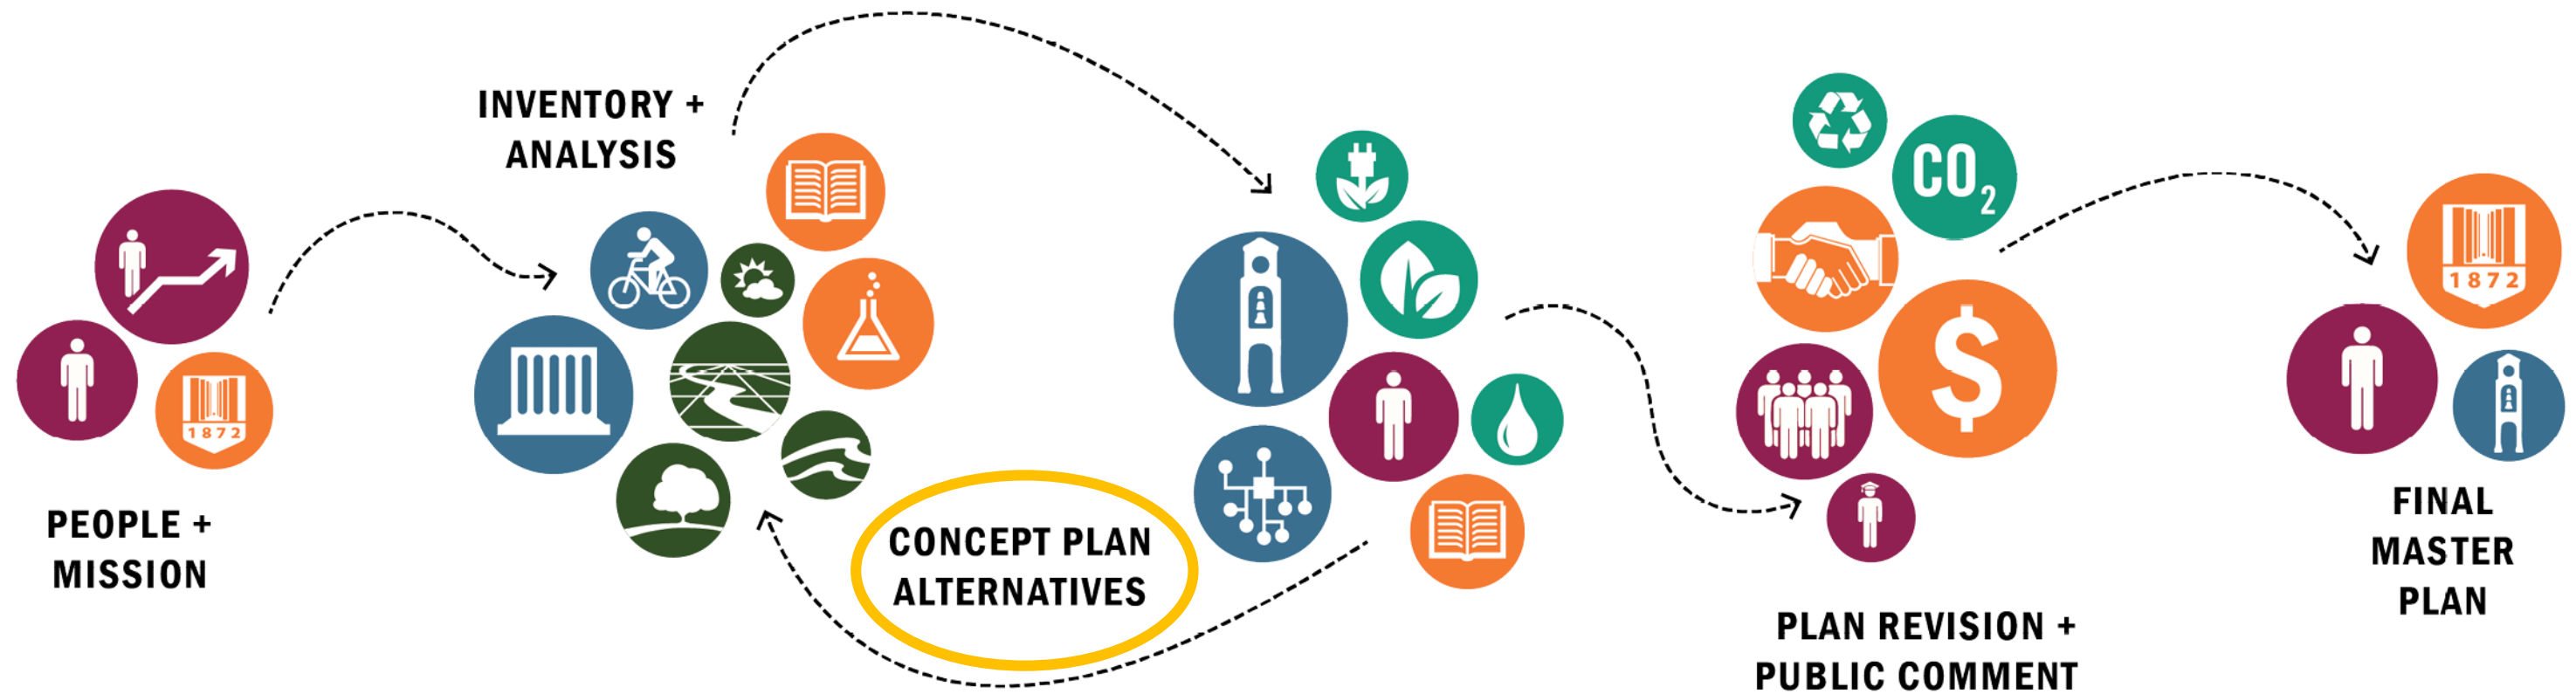 PEOPLE +
MISSION
1872
INVENTORY +
ANALYSIS
CONCEPT PLAN
ALTERNATIVES
CO2
$
PLAN REVISION +
PUBLIC COMMENT
1872
FINAL
MASTER
PLAN